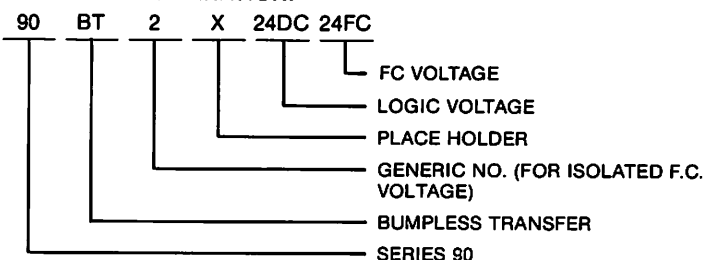 90 BT 2 X 24DC 24FC
FC VOLTAGE
LOGIC VOLTAGE
PLACE HOLDER
GENERIC NO. (FOR ISOLATED F.C.
VOLTAGE)
BUMPLESS TRANSFER
SERIES 90